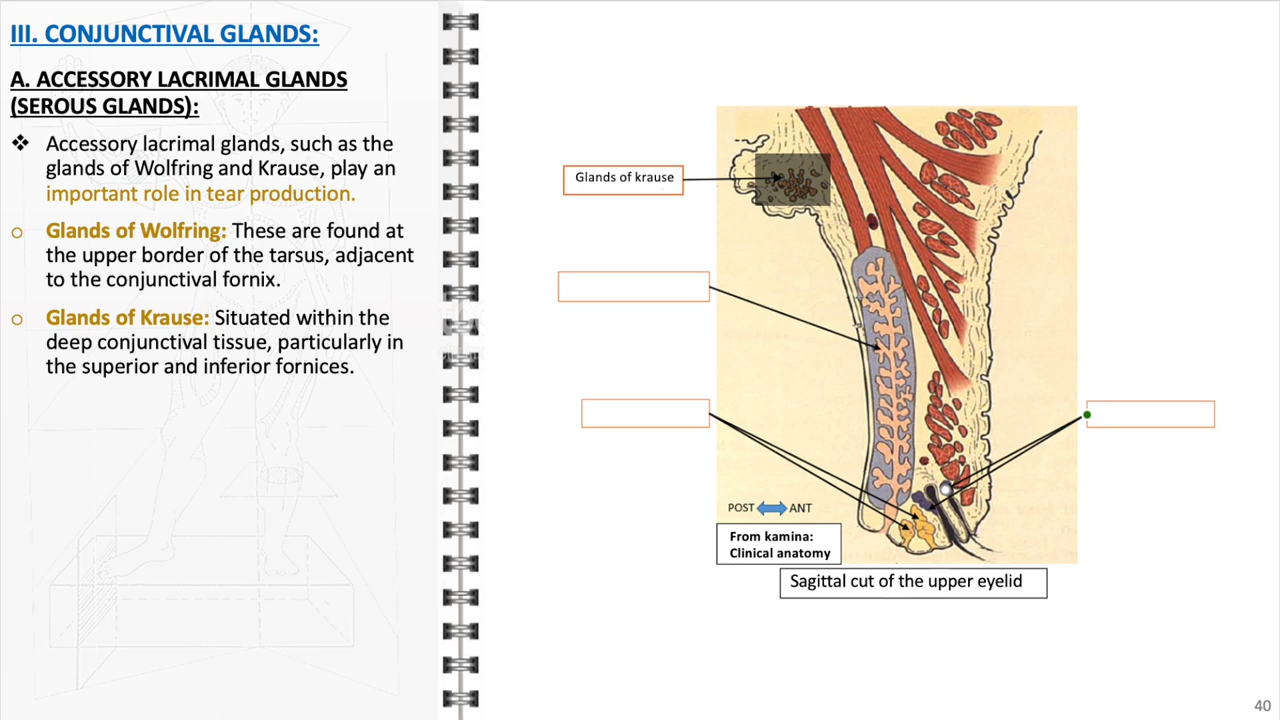 III. CONJUNCTIVAL GLANDS:
A. ACCESSORY LACRIMAL GLANDS
(SEROUS GLANDS):
❖ Accessory lacrimal glands, such as the
glands of Wolfring and Krause, play an
important role in tear production.
o Glands of Wolfring: These are found at
the upper border of the tarsus, adjacent
to the conjunctival fornix.
o Glands of Krause: Situated within the
deep conjunctival tissue, particularly in
the superior and inferior fornices.
Glands of krause
POST ANT
From kamina:
Clinical anatomy
Sagittal cut of the upper eyelid
40